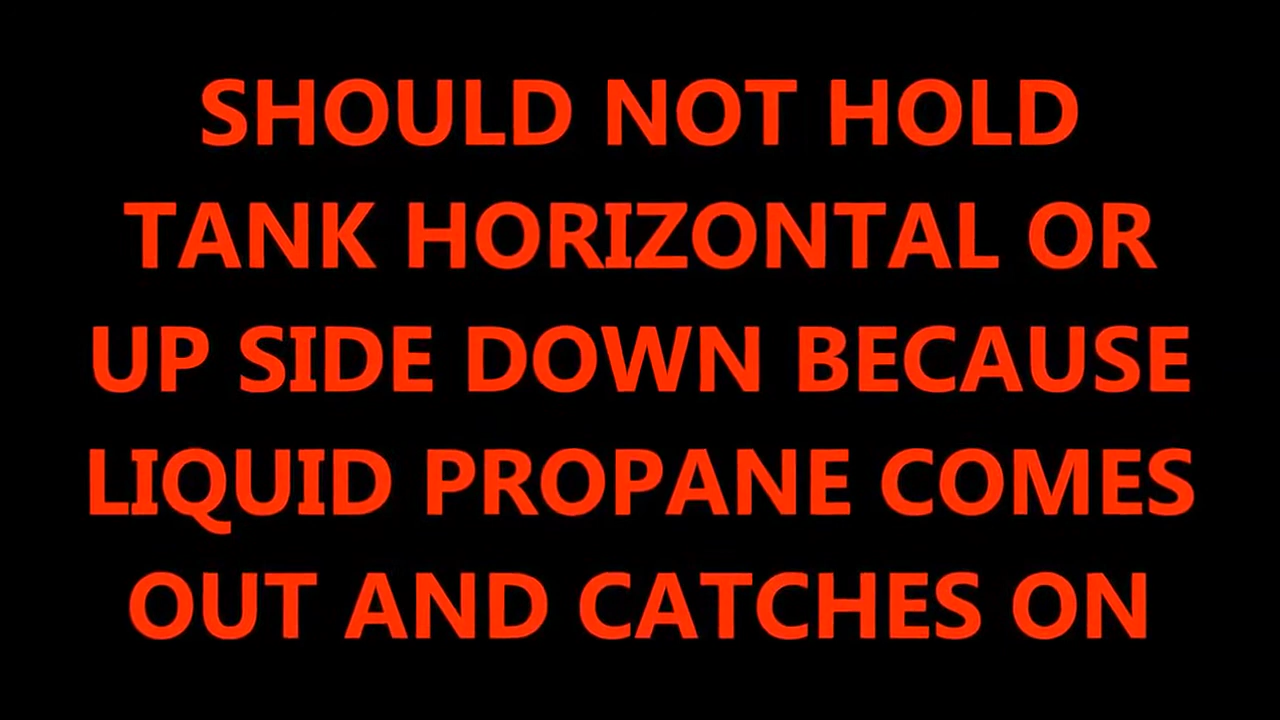 SHOULD NOT HOLD
TANK HORIZONTAL OR
UP SIDE DOWN BECAUSE
LIQUID PROPANE COMES
OUT AND CATCHES ON